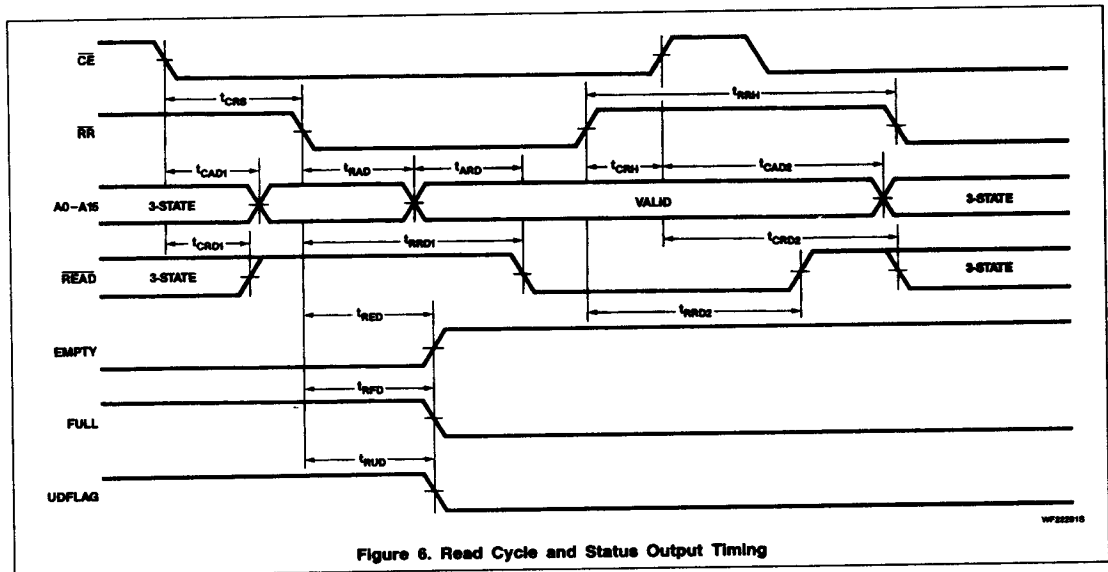 CE
tCRS
tRRH
RR
tCAD1
tRAD
tARD
tCRH
tCAD2
A0-A15
3-STATE
VALID
3-STATE
tCRD1
tRRD1
tCRD2
READ
3-STATE
3-STATE
tRED
tRRD2
EMPTY
tRFD
FULL
tRUD
UDFLAG
WF22291S
Figure 6. Read Cycle and Status Output Timing